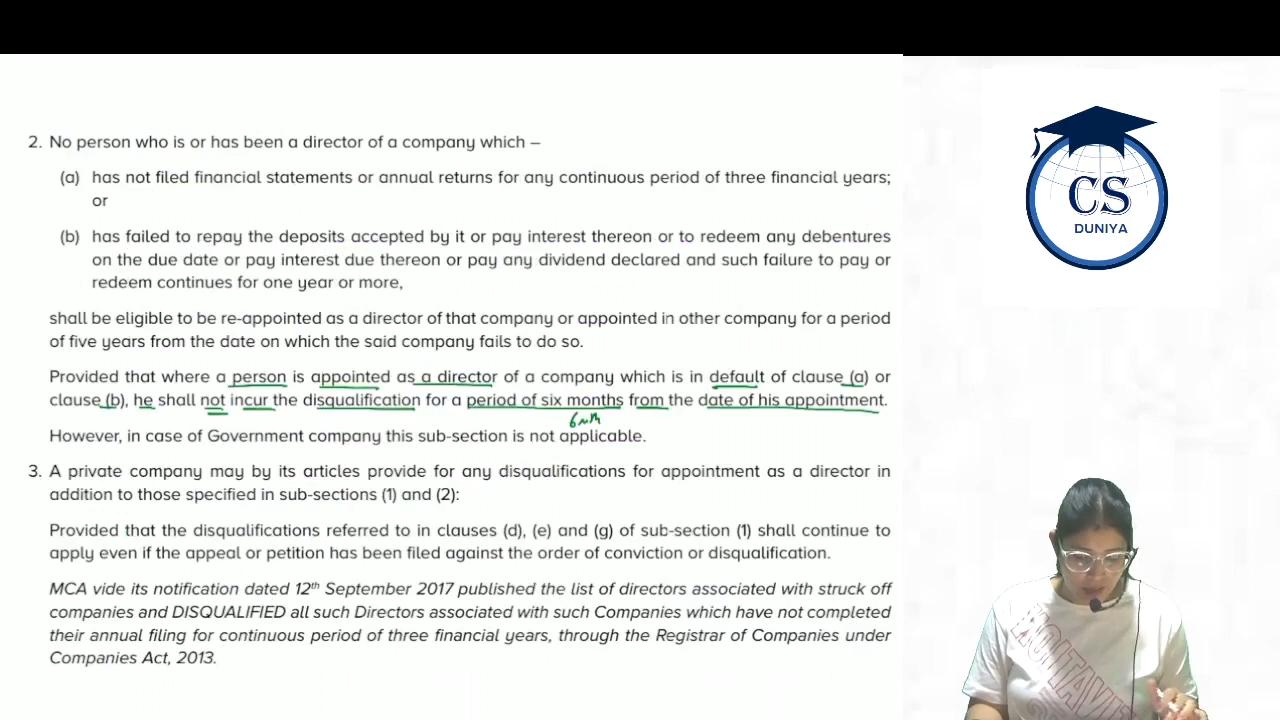 2. No person who is or has been a director of a company which –
(a) has not filed financial statements or annual returns for any continuous period of three financial years;
or
(b) has failed to repay the deposits accepted by it or pay interest thereon or to redeem any debentures
on the due date or pay interest due thereon or pay any dividend declared and such failure to pay or
redeem continues for one year or more,
shall be eligible to be re-appointed as a director of that company or appointed in other company for a period
of five years from the date on which the said company fails to do so.
Provided that where a person is appointed as a director of a company which is in default of clause (a) or
clause (b), he shall not incur the disqualification for a period of six months from the date of his appointment.
However, in case of Government company this sub-section is not applicable.
3. A private company may by its articles provide for any disqualifications for appointment as a director in
addition to those specified in sub-sections (1) and (2):
Provided that the disqualifications referred to in clauses (d), (e) and (g) of sub-section (1) shall continue to
apply even if the appeal or petition has been filed against the order of conviction or disqualification.
MCA vide its notification dated 12th September 2017 published the list of directors associated with struck off
companies and DISQUALIFIED all such Directors associated with such Companies which have not completed
their annual filing for continuous period of three financial years, through the Registrar of Companies under
Companies Act, 2013.
CS
DUNIYA